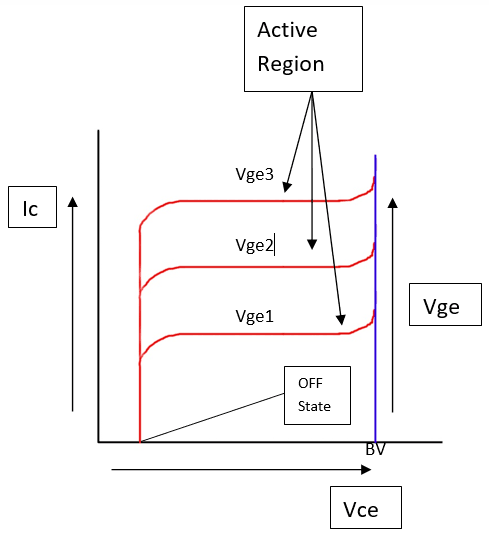 Active
Region
Vge3
Ic
Vge2
Vge
Vge1
OFF
State
BV
Vce